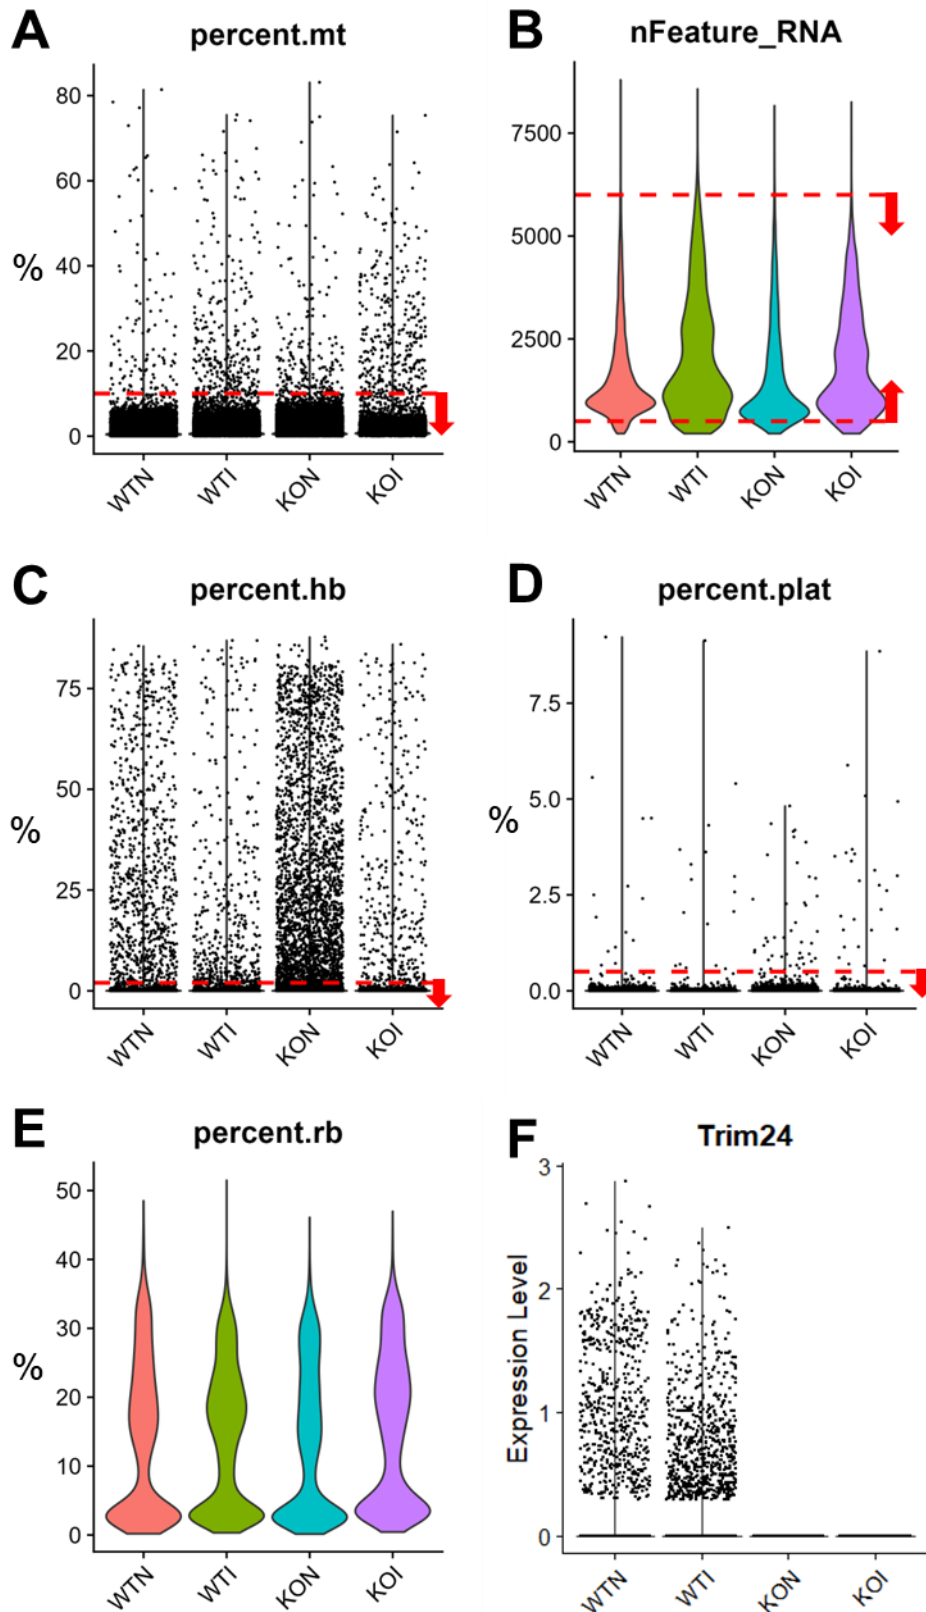 A
percent.mt
80
60
40
20
0
%
WTN
WTI
KON
KOI
B
nFeature_RNA
7500
5000
2500
0
WTN
WTI
KON
KOI
C
percent.hb
75
50
25
0
%
WTN
WTI
KON
KOI
D
percent.plat
7.5
5.0
2.5
0.0
%
WTN
WTI
KON
KOI
E
percent.rb
50
40
30
20
10
0
%
WTN
WTI
KON
KOI
F
Trim24
3
2
1
0
Expression Level
WTN
WTI
KON
KOI